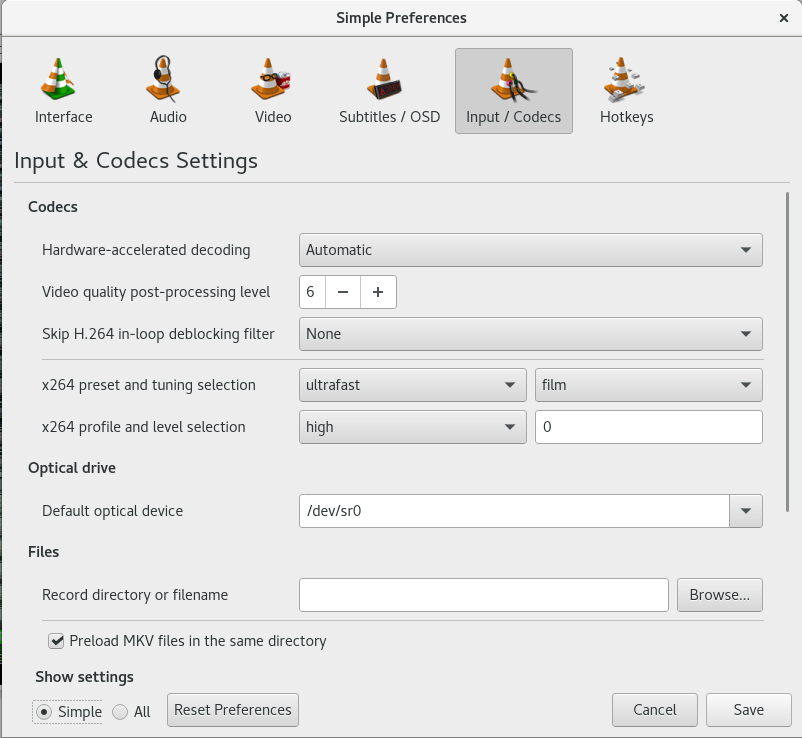 Simple Preferences ×
Interface Audio Video Subtitles / OSD Input / Codecs Hotkeys
Input & Codecs Settings
Codecs
Hardware-accelerated decoding Automatic
Video quality post-processing level 6 − +
Skip H.264 in-loop deblocking filter None
x264 preset and tuning selection ultrafast film
x264 profile and level selection high 0
Optical drive
Default optical device /dev/sr0
Files
Record directory or filename Browse...
Preload MKV files in the same directory
Show settings
Simple All Reset Preferences Cancel Save